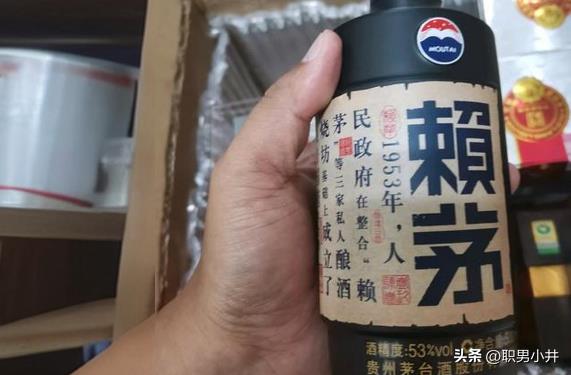 MOUTAI
賴茅
1953年,人
民政府在整合“赖
茅”等三家私人酿酒
烧坊基础上成立了
酒精度:53%vol
贵州茅台酒股份
头条 @职男小井